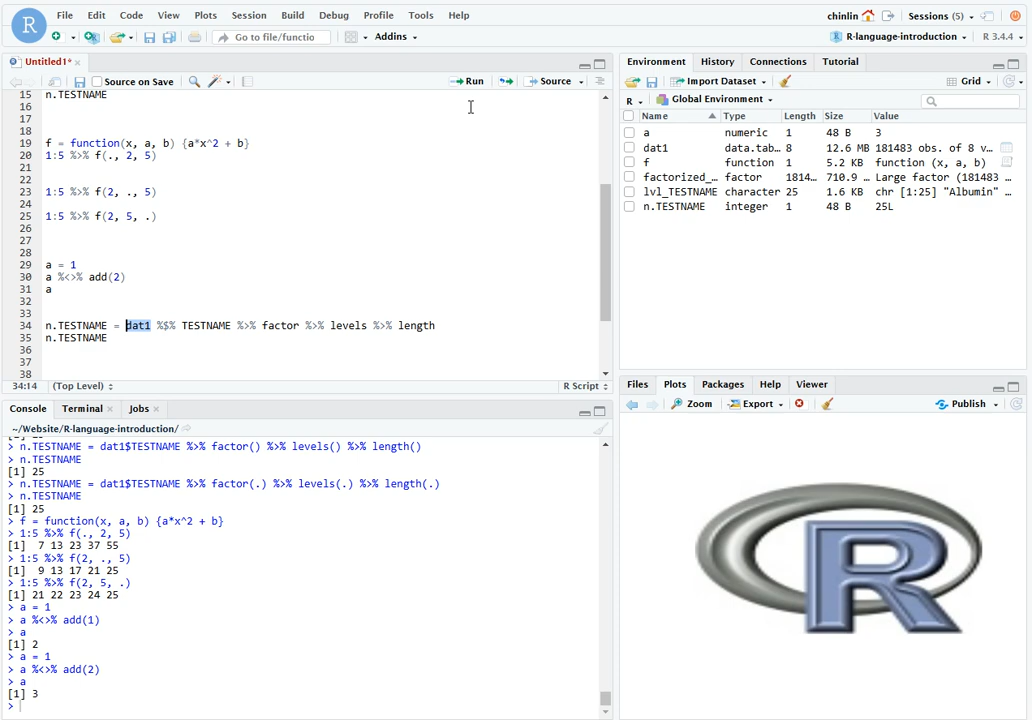 File Edit Code View Plots Session Build Debug Profile Tools Help
chinlin Sessions (5)
Go to file/functio Addins R-language-introduction R 3.4.4
Untitled1*
Source on Save Run Source
15 n.TESTNAME
16
17
18
19 f = function(x, a, b) {a*x^2 + b}
20 1:5 %>% f(., 2, 5)
21
22
23 1:5 %>% f(2, ., 5)
24
25 1:5 %>% f(2, 5, .)
26
27
28
29 a = 1
30 a %<>% add(2)
31 a
32
33
34 n.TESTNAME = dat1 %$% TESTNAME %>% factor %>% levels %>% length
35 n.TESTNAME
36
37
38
34:14 (Top Level) R Script
Console Terminal Jobs
~/Website/R-language-introduction/
> n.TESTNAME = dat1$TESTNAME %>% factor() %>% levels() %>% length()
> n.TESTNAME
[1] 25
> n.TESTNAME = dat1$TESTNAME %>% factor(.) %>% levels(.) %>% length(.)
> n.TESTNAME
[1] 25
> f = function(x, a, b) {a*x^2 + b}
> 1:5 %>% f(., 2, 5)
[1] 7 13 23 37 55
> 1:5 %>% f(2, ., 5)
[1] 9 13 17 21 25
> 1:5 %>% f(2, 5, .)
[1] 21 22 23 24 25
> a = 1
> a %<>% add(1)
> a
[1] 2
> a = 1
> a %<>% add(2)
> a
[1] 3
>
Environment History Connections Tutorial
Import Dataset Grid
R Global Environment
Name Type Length Size Value
a numeric 1 48 B 3
dat1 data.tab… 8 12.6 MB 181483 obs. of 8 v…
f function 1 5.2 KB function (x, a, b)
factorized_… factor 1814… 710.9 … Large factor (181483 …
lvl_TESTNAME character 25 1.6 KB chr [1:25] "Albumin" …
n.TESTNAME integer 1 48 B 25L
Files Plots Packages Help Viewer
Zoom Export Publish
R